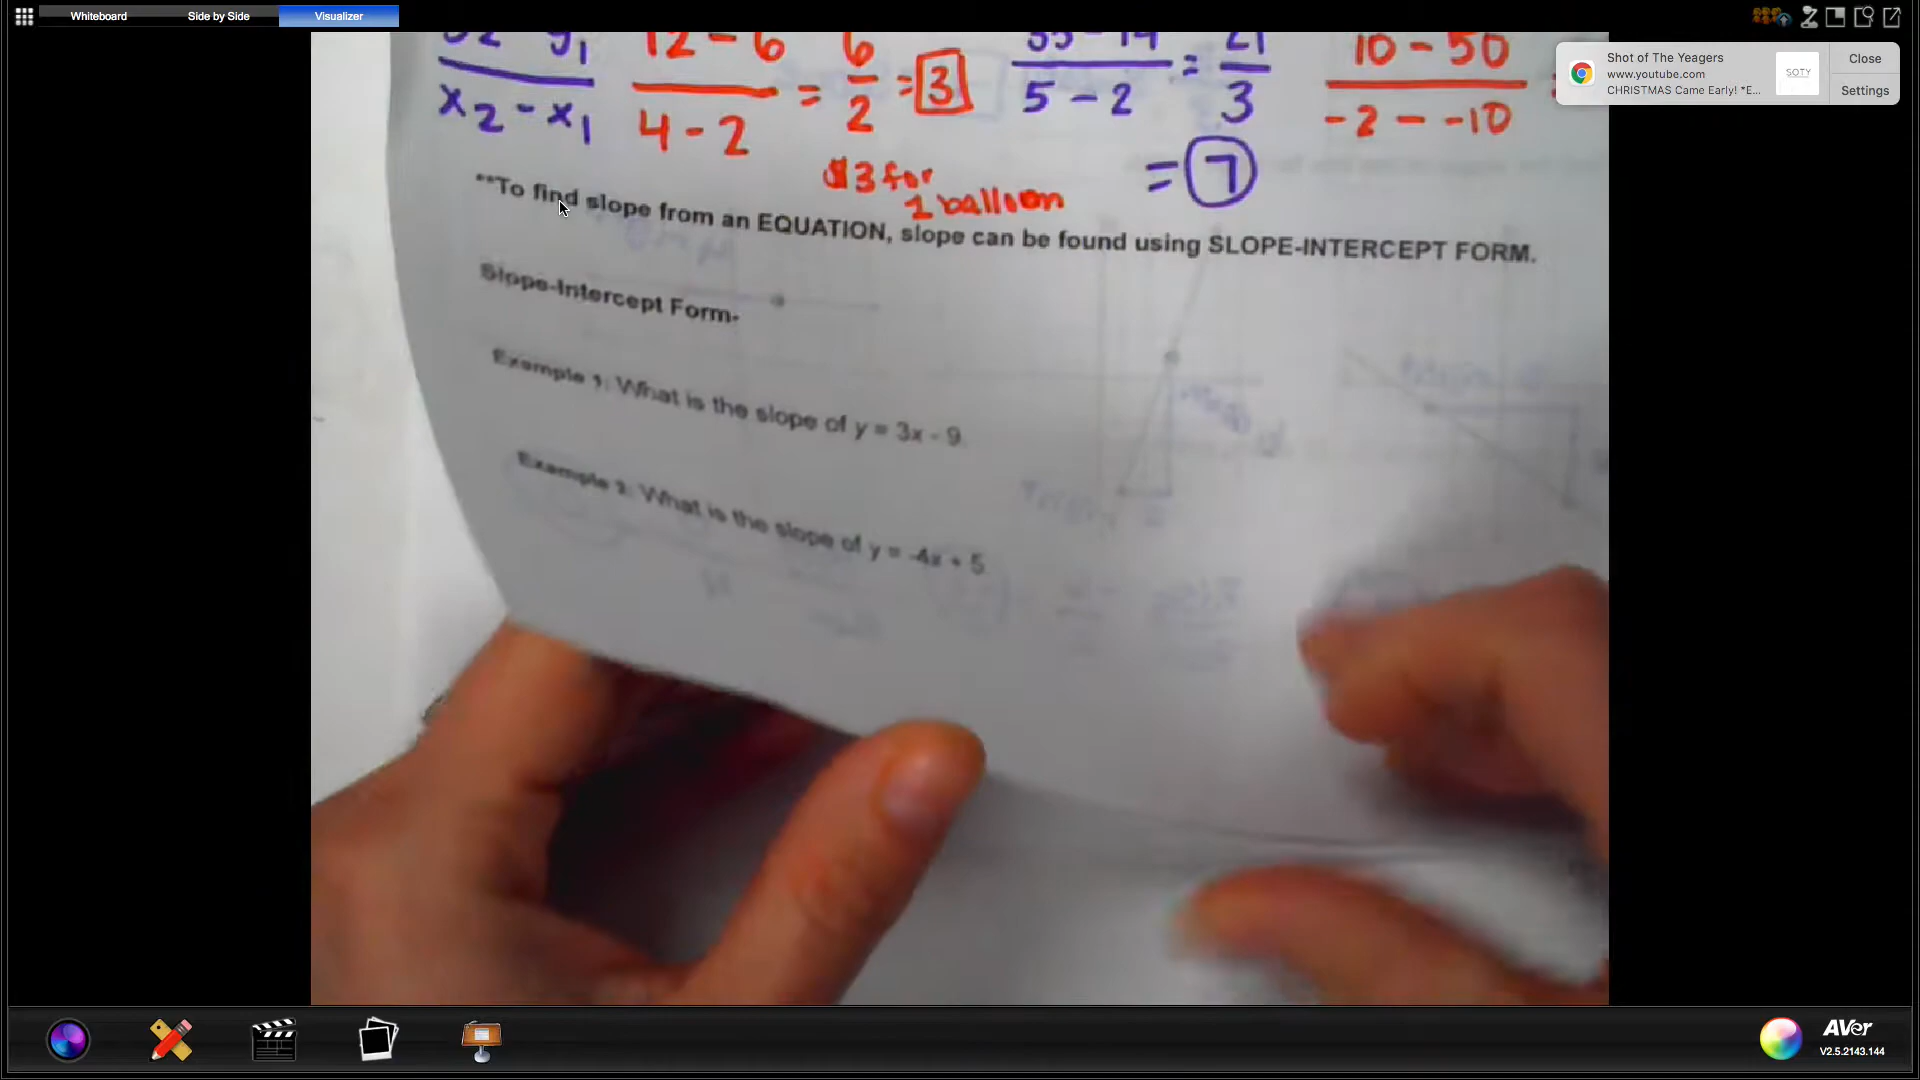 Whiteboard Side by Side Visualizer
Shot of The Yeagers
www.youtube.com
CHRISTMAS Came Early! *E...
SOTY
Close
Settings
y1 12 - 6 6 21 10 - 50
x2 - x1 4 - 2 = 2 = 3 5 - 2 = 3 -2 - -10
= 7
$3 for
1 balloon
**To find slope from an EQUATION, slope can be found using SLOPE-INTERCEPT FORM.
Slope-Intercept Form-
Example 1: What is the slope of y = 3x - 9
Example 2: What is the slope of y = -4x + 5
AVer
V2.5.2143.144